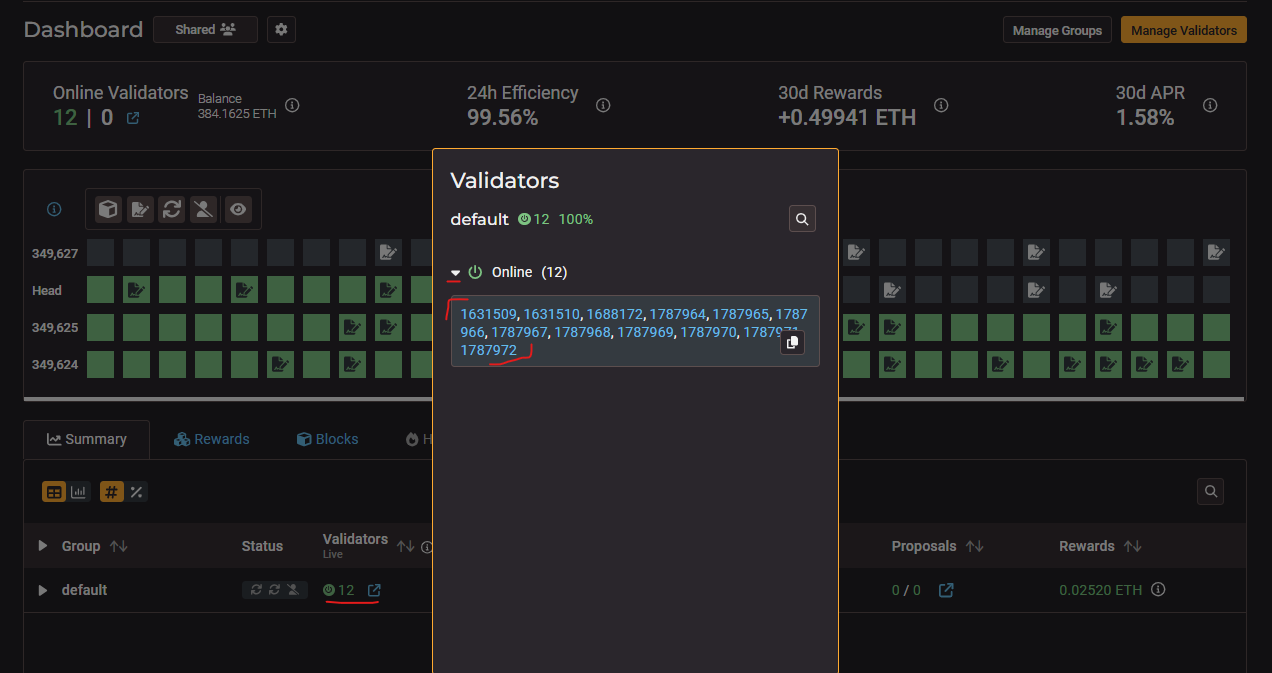 Dashboard
Shared
Manage Groups
Manage Validators
Online Validators
12 | 0
Balance
384.1625 ETH
24h Efficiency
99.56%
30d Rewards
+0.49941 ETH
30d APR
1.58%
Validators
default 12 100%
Online (12)
1631509, 1631510, 1688172, 1787964, 1787965, 1787
966, 1787967, 1787968, 1787969, 1787970, 1787971
1787972
349,627
Head
349,625
349,624
Summary
Rewards
Blocks
H
Group
Status
Validators
Live
Proposals
Rewards
default
12
0 / 0
0.02520 ETH